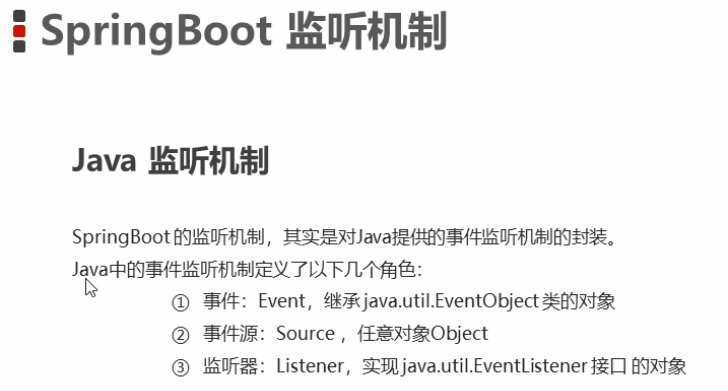 SpringBoot 监听机制
Java 监听机制
SpringBoot 的监听机制，其实是对Java提供的事件监听机制的封装。
Java中的事件监听机制定义了以下几个角色：
① 事件：Event，继承 java.util.EventObject 类的对象
② 事件源：Source ，任意对象Object
③ 监听器：Listener，实现 java.util.EventListener 接口 的对象